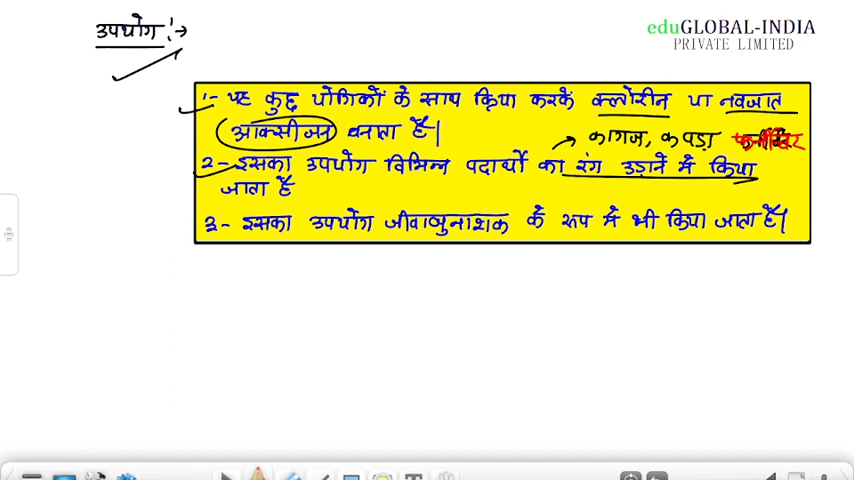 उपयोग :→
eduGLOBAL-INDIA
PRIVATE LIMITED
1- यह कुछ यौगिकों के साथ क्रिया करके क्लोरीन या नवजात
आक्सीजन बनाता है|
कागज, कपड़ा
2- इसका उपयोग विभिन्न पदार्थो का रंग उड़ाने में किया
जाता है
3- इसका उपयोग जीवाणुनाशक के रूप में भी किया जाता है|